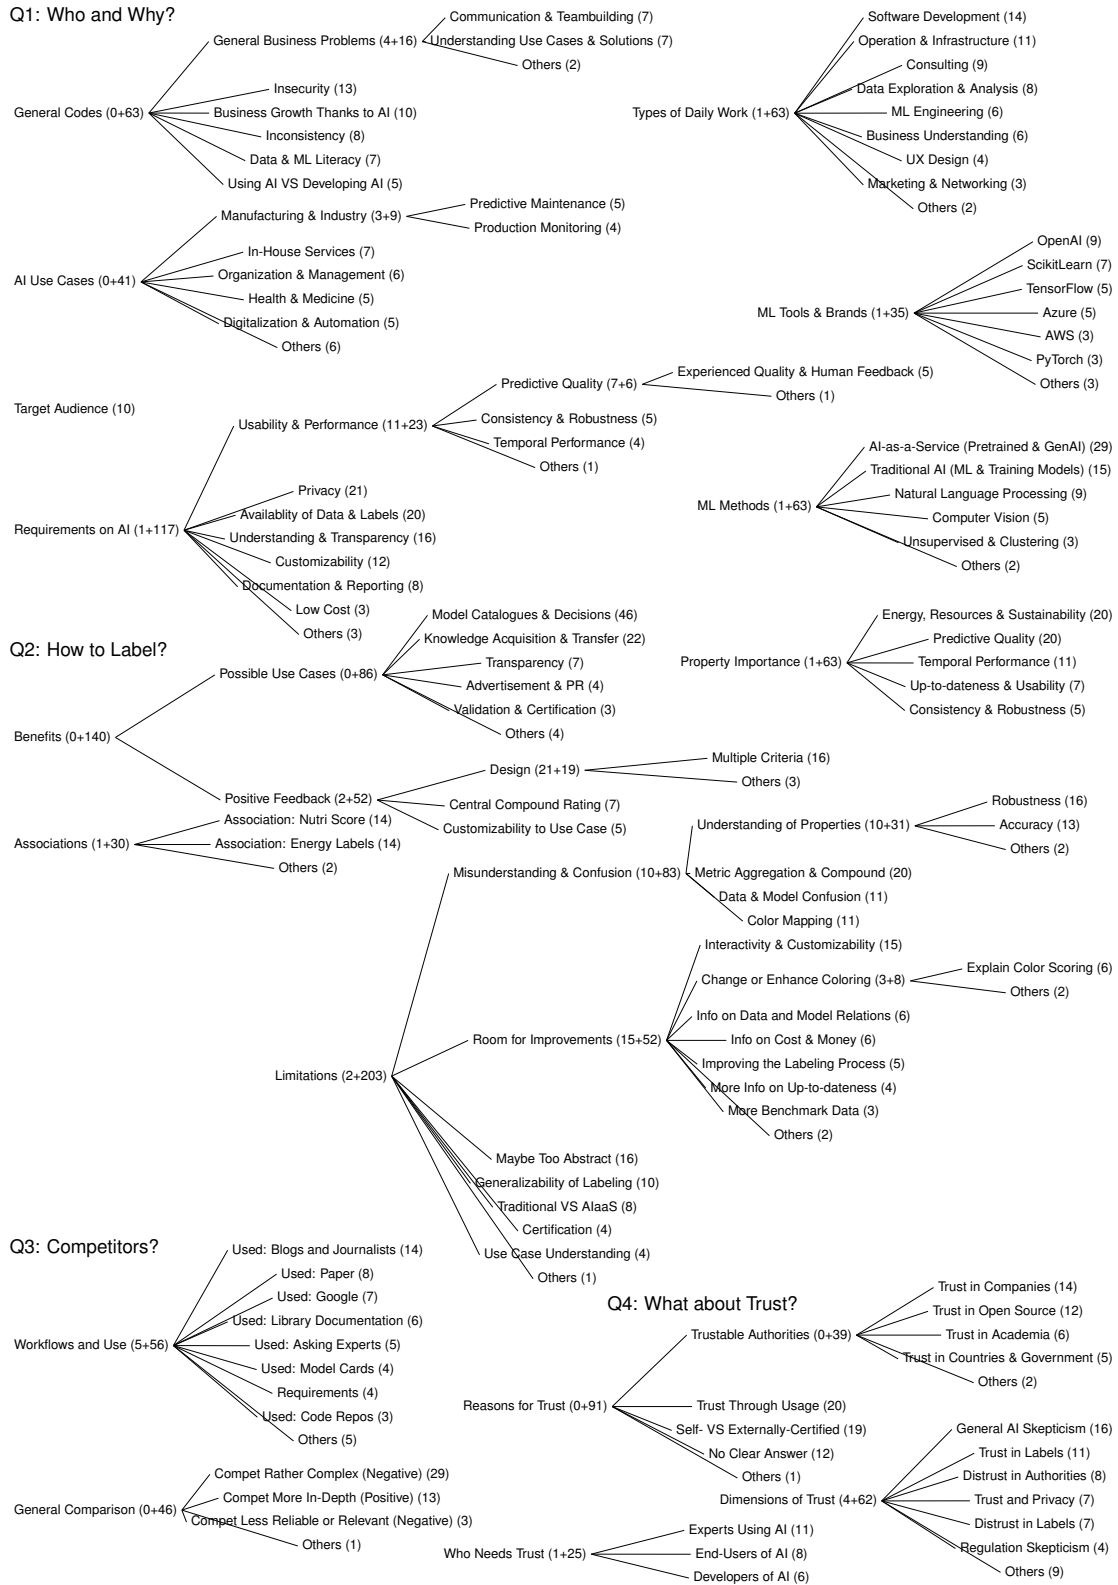 Q1: Who and Why?
General Codes (0+63)
General Business Problems (4+16)
Communication & Teambuilding (7)
Understanding Use Cases & Solutions (7)
Others (2)
Insecurity (13)
Business Growth Thanks to AI (10)
Inconsistency (8)
Data & ML Literacy (7)
Using AI VS Developing AI (5)
Types of Daily Work (1+63)
Software Development (14)
Operation & Infrastructure (11)
Consulting (9)
Data Exploration & Analysis (8)
ML Engineering (6)
Business Understanding (6)
UX Design (4)
Marketing & Networking (3)
Others (2)
AI Use Cases (0+41)
Manufacturing & Industry (3+9)
Predictive Maintenance (5)
Production Monitoring (4)
In-House Services (7)
Organization & Management (6)
Health & Medicine (5)
Digitalization & Automation (5)
Others (6)
ML Tools & Brands (1+35)
OpenAI (9)
ScikitLearn (7)
TensorFlow (5)
Azure (5)
AWS (3)
PyTorch (3)
Others (3)
Target Audience (10)
Requirements on AI (1+117)
Usability & Performance (11+23)
Predictive Quality (7+6)
Experienced Quality & Human Feedback (5)
Others (1)
Consistency & Robustness (5)
Temporal Performance (4)
Others (1)
Privacy (21)
Availablity of Data & Labels (20)
Understanding & Transparency (16)
Customizability (12)
Documentation & Reporting (8)
Low Cost (3)
Others (3)
ML Methods (1+63)
AI-as-a-Service (Pretrained & GenAI) (29)
Traditional AI (ML & Training Models) (15)
Natural Language Processing (9)
Computer Vision (5)
Unsupervised & Clustering (3)
Others (2)
Q2: How to Label?
Benefits (0+140)
Possible Use Cases (0+86)
Model Catalogues & Decisions (46)
Knowledge Acquisition & Transfer (22)
Transparency (7)
Advertisement & PR (4)
Validation & Certification (3)
Others (4)
Positive Feedback (2+52)
Design (21+19)
Multiple Criteria (16)
Others (3)
Central Compound Rating (7)
Customizability to Use Case (5)
Property Importance (1+63)
Energy, Resources & Sustainability (20)
Predictive Quality (20)
Temporal Performance (11)
Up-to-dateness & Usability (7)
Consistency & Robustness (5)
Associations (1+30)
Association: Nutri Score (14)
Association: Energy Labels (14)
Others (2)
Limitations (2+203)
Misunderstanding & Confusion (10+83)
Understanding of Properties (10+31)
Robustness (16)
Accuracy (13)
Others (2)
Metric Aggregation & Compound (20)
Data & Model Confusion (11)
Color Mapping (11)
Room for Improvements (15+52)
Interactivity & Customizability (15)
Change or Enhance Coloring (3+8)
Explain Color Scoring (6)
Others (2)
Info on Data and Model Relations (6)
Info on Cost & Money (6)
Improving the Labeling Process (5)
More Info on Up-to-dateness (4)
More Benchmark Data (3)
Others (2)
Maybe Too Abstract (16)
Generalizability of Labeling (10)
Traditional VS AIaaS (8)
Certification (4)
Use Case Understanding (4)
Others (1)
Q3: Competitors?
Workflows and Use (5+56)
Used: Blogs and Journalists (14)
Used: Paper (8)
Used: Google (7)
Used: Library Documentation (6)
Used: Asking Experts (5)
Used: Model Cards (4)
Requirements (4)
Used: Code Repos (3)
Others (5)
General Comparison (0+46)
Compet Rather Complex (Negative) (29)
Compet More In-Depth (Positive) (13)
Compet Less Reliable or Relevant (Negative) (3)
Others (1)
Q4: What about Trust?
Reasons for Trust (0+91)
Trustable Authorities (0+39)
Trust in Companies (14)
Trust in Open Source (12)
Trust in Academia (6)
Trust in Countries & Government (5)
Others (2)
Trust Through Usage (20)
Self- VS Externally-Certified (19)
No Clear Answer (12)
Others (1)
Dimensions of Trust (4+62)
General AI Skepticism (16)
Trust in Labels (11)
Distrust in Authorities (8)
Trust and Privacy (7)
Distrust in Labels (7)
Regulation Skepticism (4)
Others (9)
Who Needs Trust (1+25)
Experts Using AI (11)
End-Users of AI (8)
Developers of AI (6)